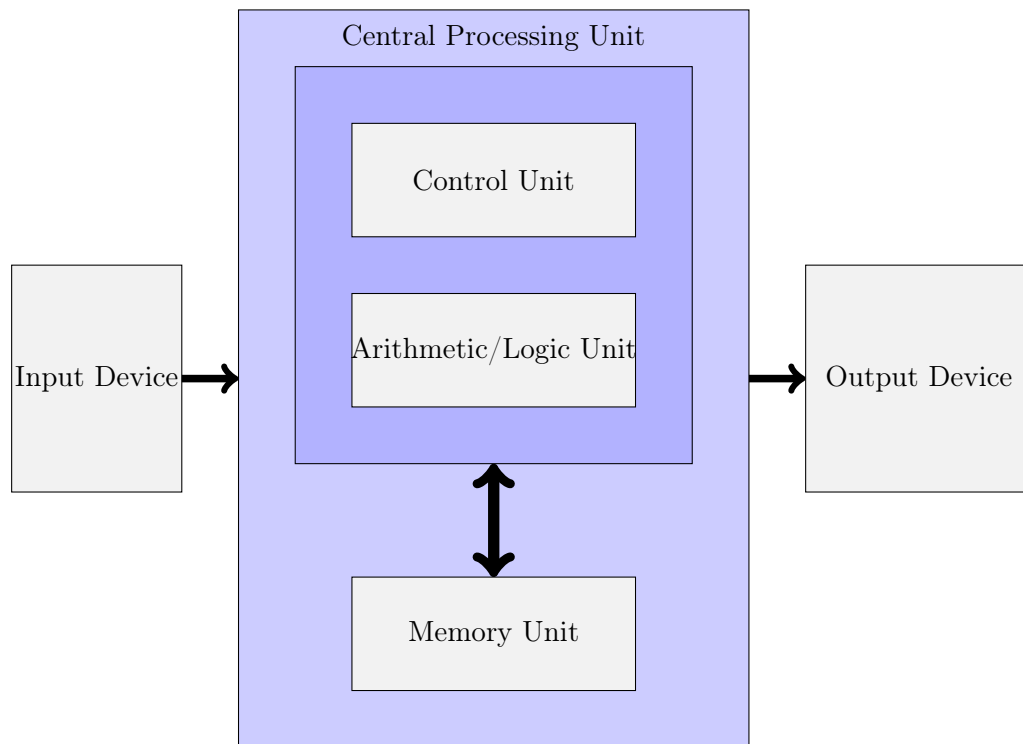 Central Processing Unit
Control Unit
Arithmetic/Logic Unit
Input Device
Output Device
Memory Unit